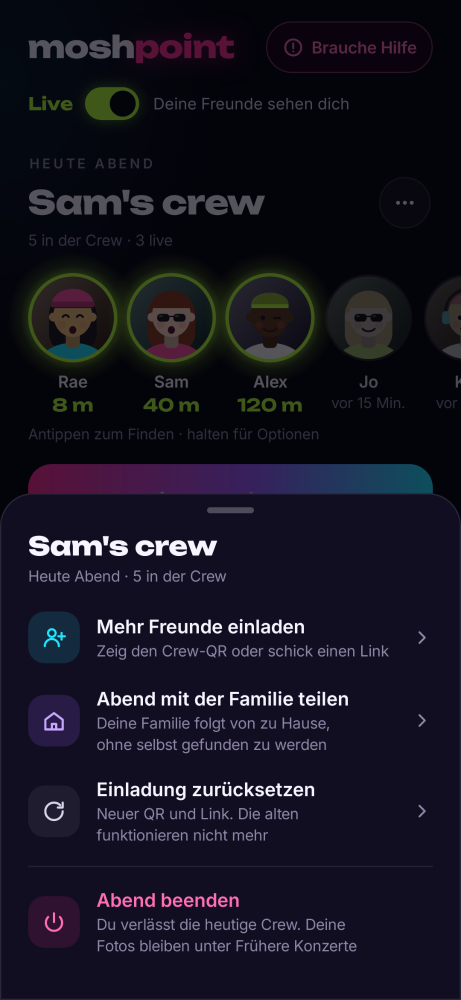 moshpoint
Brauche Hilfe
Live
Deine Freunde sehen dich
HEUTE ABEND
Sam's crew
5 in der Crew · 3 live
Rae
Sam
Alex
Jo
8 m
40 m
120 m
vor 15 Min.
vor
Antippen zum Finden · halten für Optionen
Sam's crew
Heute Abend · 5 in der Crew
Mehr Freunde einladen
Zeig den Crew-QR oder schick einen Link
Abend mit der Familie teilen
Deine Familie folgt von zu Hause,
ohne selbst gefunden zu werden
Einladung zurücksetzen
Neuer QR und Link. Die alten
funktionieren nicht mehr
Abend beenden
Du verlässt die heutige Crew. Deine
Fotos bleiben unter Frühere Konzerte